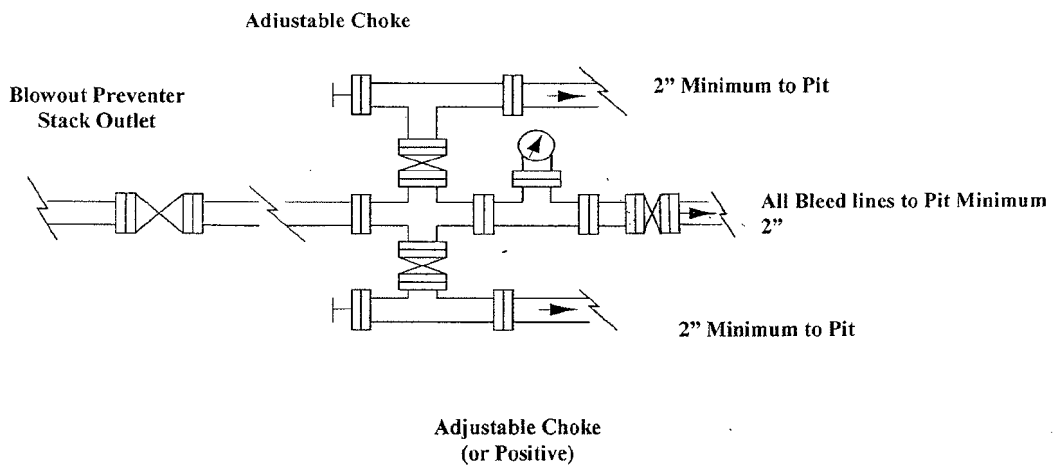 Adiustable Choke
Blowout Preventer
Stack Outlet
2” Minimum to Pit
All Bleed lines to Pit Minimum
2”
2” Minimum to Pit
Adjustable Choke
(or Positive)